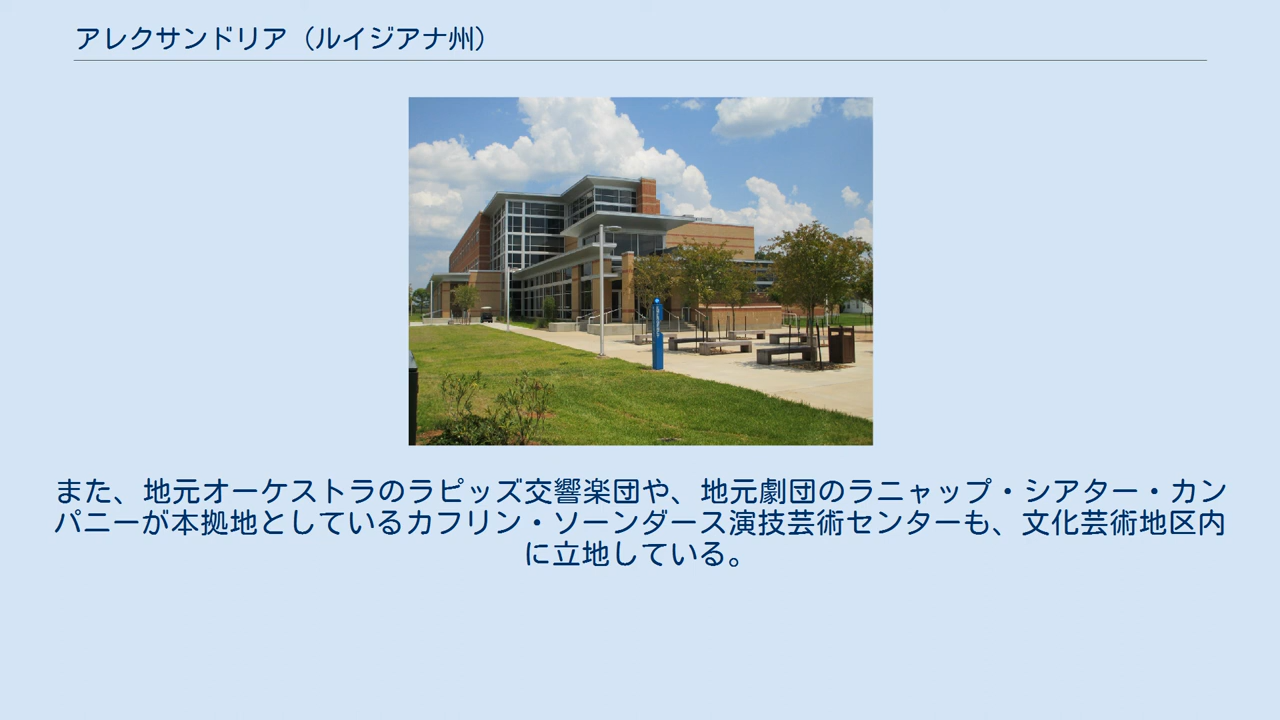 アレクサンドリア（ルイジアナ州）
また、地元オーケストラのラピッズ交響楽団や、地元劇団のラニャップ・シアター・カン
パニーが本拠地としているカフリン・ソーンダース演技芸術センターも、文化芸術地区内
に立地している。